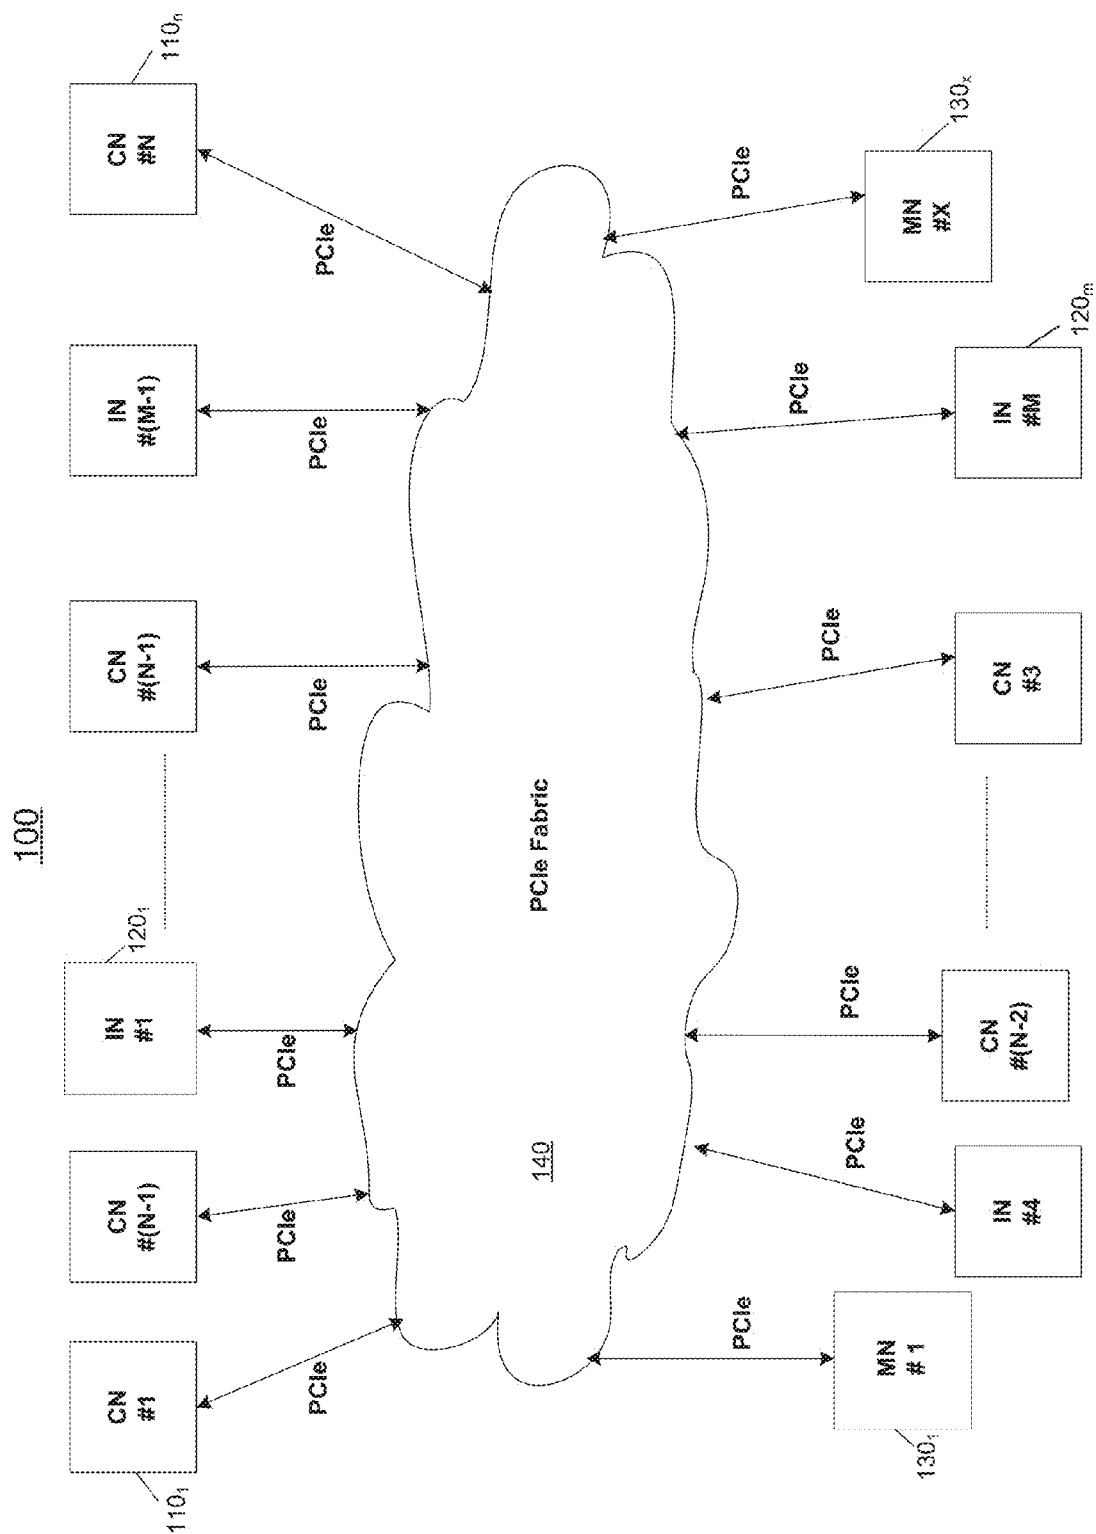 100
110₁
CN
#1
CN
#(N-1)
IN
#1
120₁
CN
#(N-1)
IN
#(M-1)
CN
#N
110ₙ
PCIe
PCIe
PCIe
PCIe
PCIe
PCIe
140
PCIe Fabric
PCIe
PCIe
PCIe
PCIe
PCIe
PCIe
MN
# 1
130₁
IN
#4
CN
#(N-2)
CN
#3
IN
#M
120ₘ
MN
#X
130ₓ